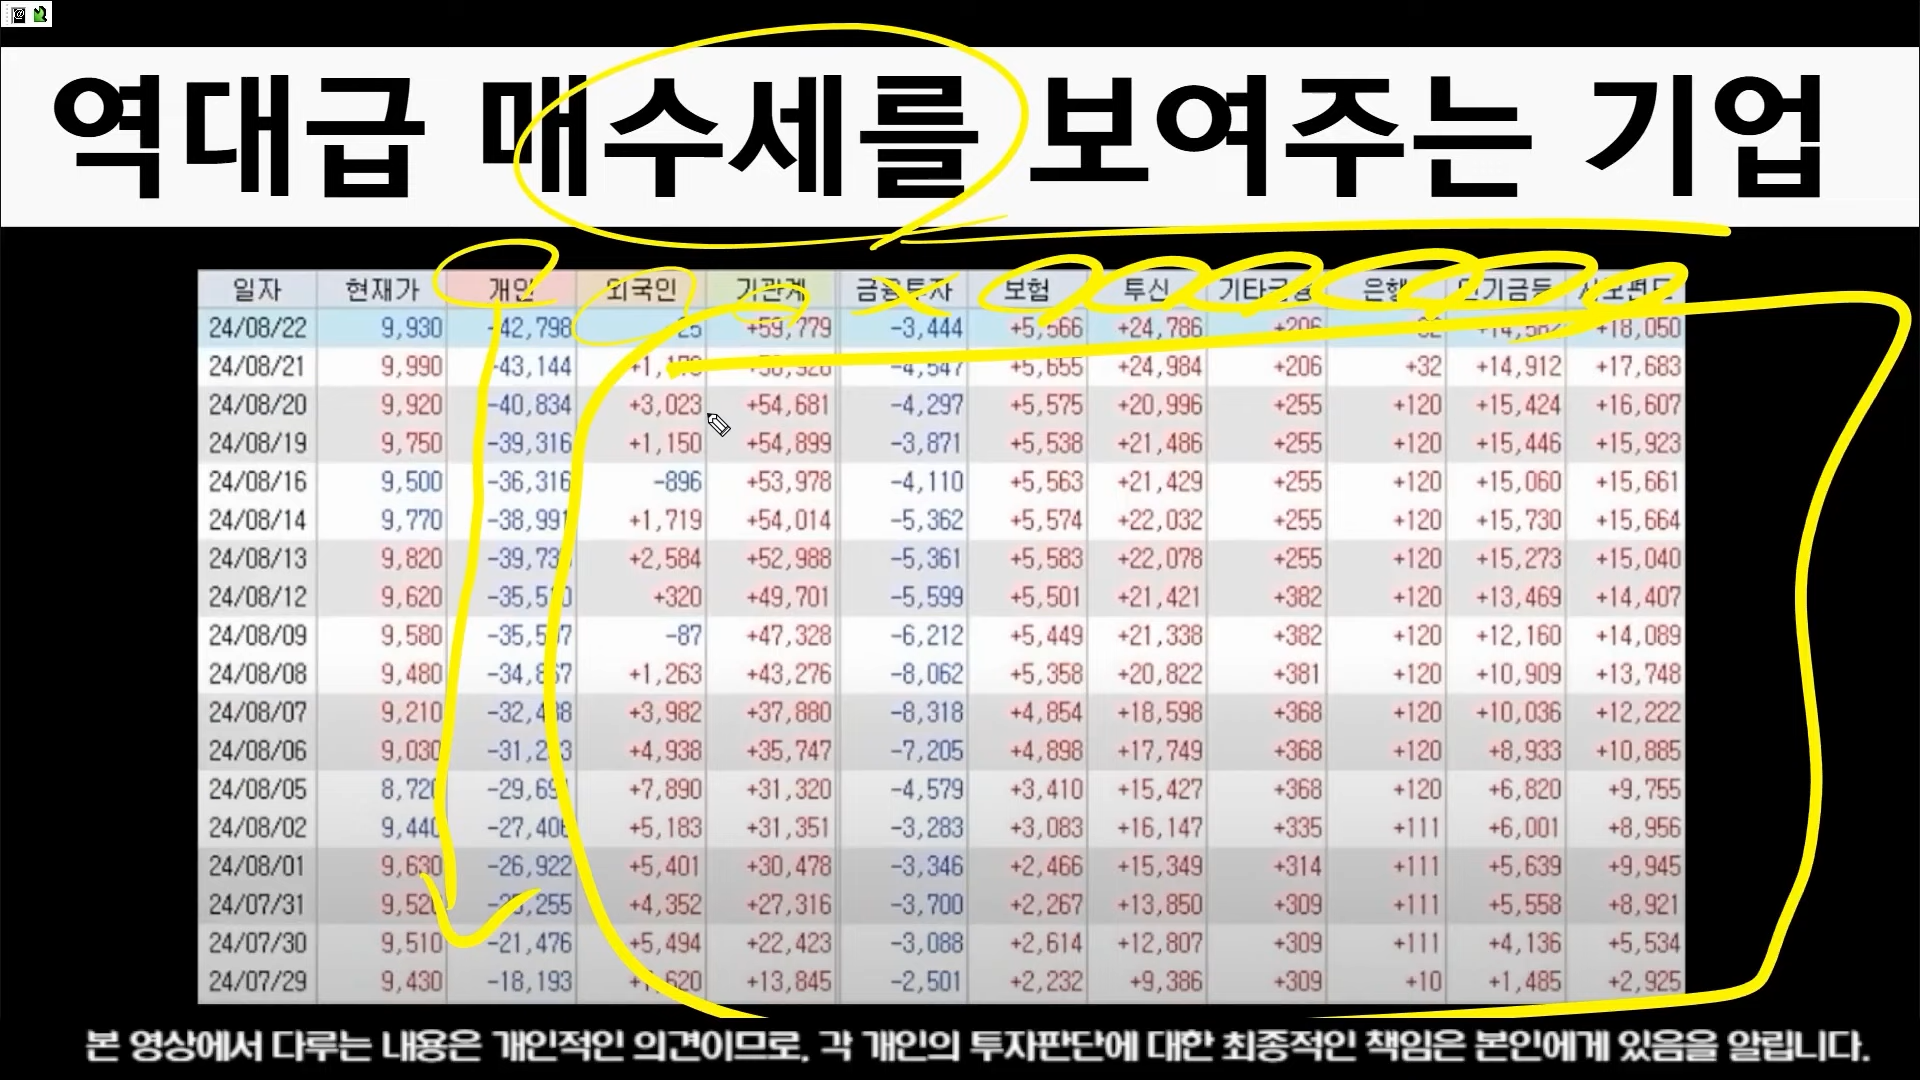 역대급 매수세를 보여주는 기업
일자 현재가 개인 외국인 기관계 금융투자 보험 투신 기타금융 은행 연기금등 사모펀드
24/08/22 9,930 -42,798 +59,779 -3,444 +5,566 +24,786 +206 +18,050
24/08/21 9,990 -43,144 -4,547 +5,655 +24,984 +206 +32 +14,912 +17,683
24/08/20 9,920 -40,834 +3,023 +54,681 -4,297 +5,575 +20,996 +255 +120 +15,424 +16,607
24/08/19 9,750 -39,316 +1,150 +54,899 -3,871 +5,538 +21,486 +255 +120 +15,446 +15,923
24/08/16 9,500 -36,316 -896 +53,978 -4,110 +5,563 +21,429 +255 +120 +15,060 +15,661
24/08/14 9,770 -38,991 +1,719 +54,014 -5,362 +5,574 +22,032 +255 +120 +15,730 +15,664
24/08/13 9,820 +2,584 +52,988 -5,361 +5,583 +22,078 +255 +120 +15,273 +15,040
24/08/12 9,620 +320 +49,701 -5,599 +5,501 +21,421 +382 +120 +13,469 +14,407
24/08/09 9,580 -87 +47,328 -6,212 +5,449 +21,338 +382 +120 +12,160 +14,089
24/08/08 9,480 +1,263 +43,276 -8,062 +5,358 +20,822 +381 +120 +10,909 +13,748
24/08/07 9,210 +3,982 +37,880 -8,318 +4,854 +18,598 +368 +120 +10,036 +12,222
24/08/06 9,030 +4,938 +35,747 -7,205 +4,898 +17,749 +368 +120 +8,933 +10,885
24/08/05 8,720 +7,890 +31,320 -4,579 +3,410 +15,427 +368 +120 +6,820 +9,755
24/08/02 9,440 -27,406 +5,183 +31,351 -3,283 +3,083 +16,147 +335 +111 +6,001 +8,956
24/08/01 9,630 -26,922 +5,401 +30,478 -3,346 +2,466 +15,349 +314 +111 +5,639 +9,945
24/07/31 9,520 +4,352 +27,316 -3,700 +2,267 +13,850 +309 +111 +5,558 +8,921
24/07/30 9,510 -21,476 +5,494 +22,423 -3,088 +2,614 +12,807 +309 +111 +4,136 +5,534
24/07/29 9,430 -18,193 +13,845 -2,501 +2,232 +9,386 +309 +10 +1,485 +2,925
본 영상에서 다루는 내용은 개인적인 의견이므로, 각 개인의 투자판단에 대한 최종적인 책임은 본인에게 있음을 알립니다.